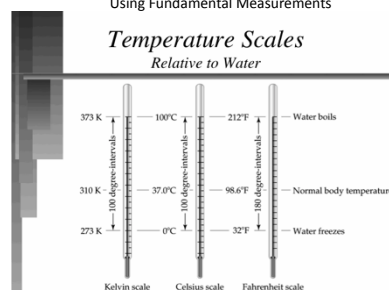 Using Fundamental Measurements
Temperature Scales
Relative to Water
373 K 100°C 212°F Water boils
100 degree-intervals 100 degree-intervals 180 degree-intervals
310 K 37.0°C 98.6°F Normal body temperature
273 K 0°C 32°F Water freezes
Kelvin scale Celsius scale Fahrenheit scale